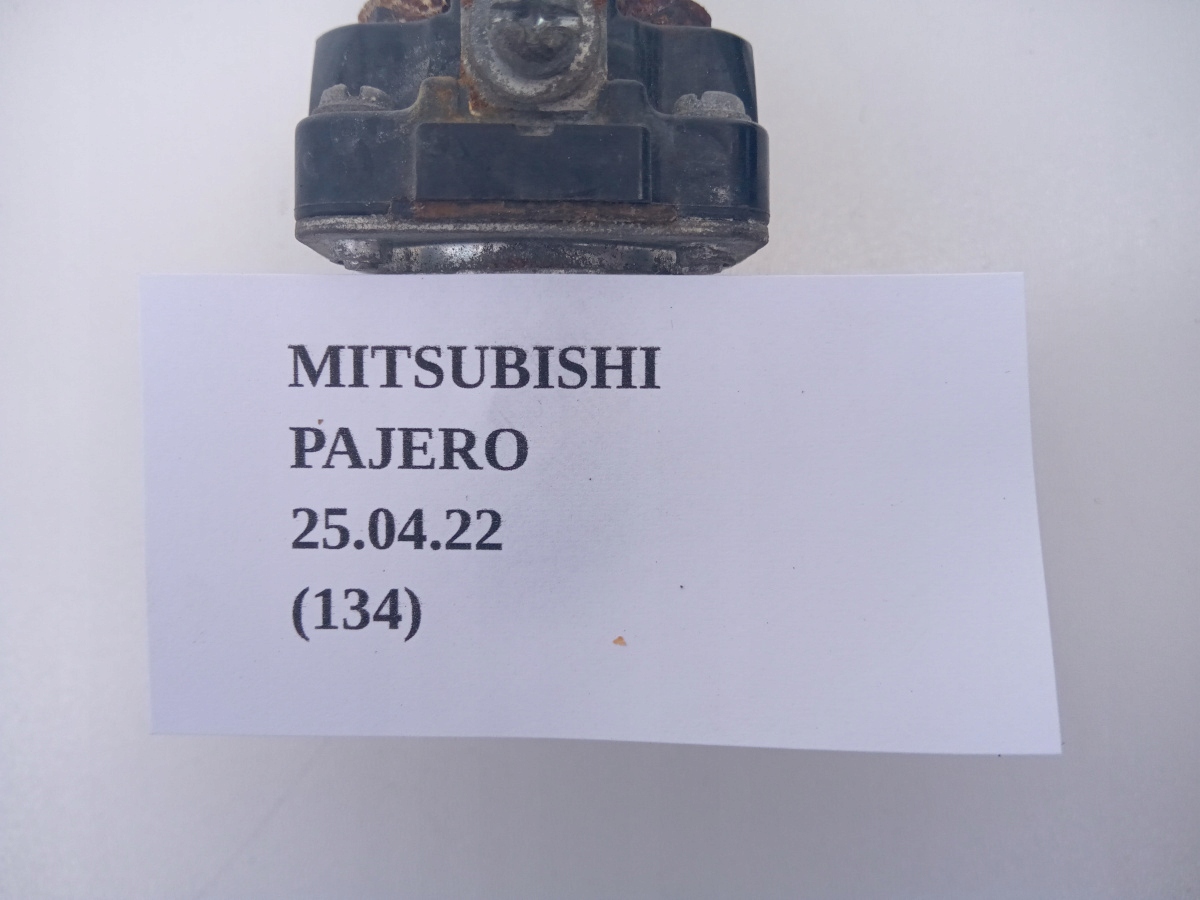 MITSUBISHI
PAJERO
25.04.22
(134)